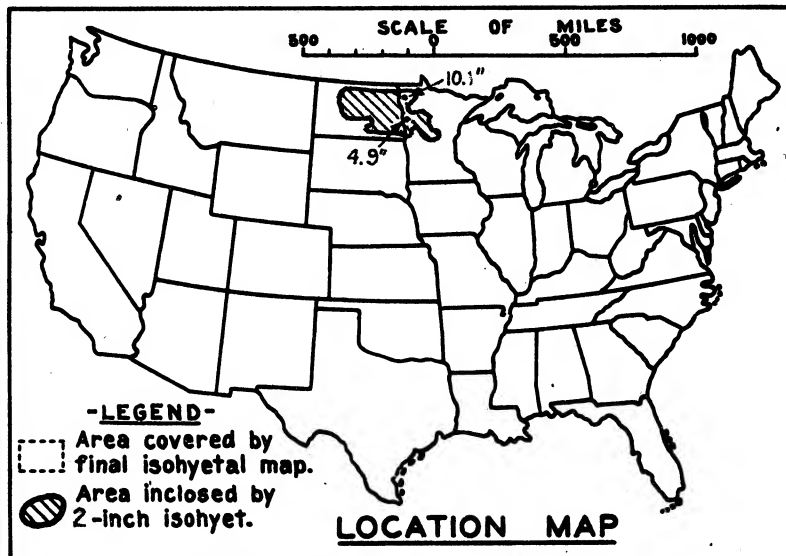 SCALE OF MILES
500 0 500 1000
10.1"
4.9"
-LEGEND-
Area covered by
final isohyetal map.
Area inclosed by
2-inch isohyet.
LOCATION MAP